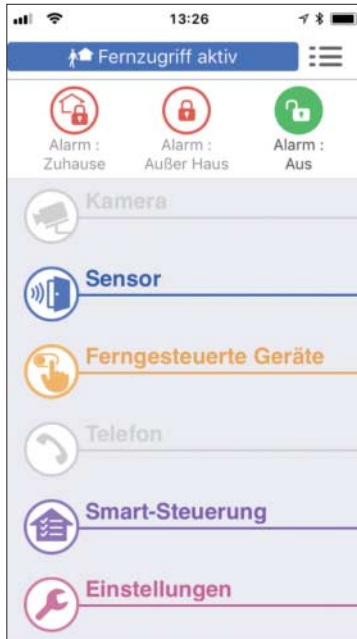 13:26
Fernzugriff aktiv
Alarm : Alarm : Alarm :
Zuhause Außer Haus Aus
Kamera
Sensor
Ferngesteuerte Geräte
Telefon
Smart-Steuerung
Einstellungen